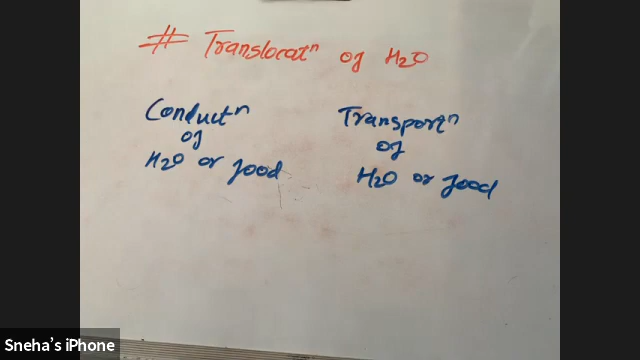 # Translocatⁿ of H₂O
Conductⁿ
of
H₂O or food
Transportⁿ
of
H₂O or food
Sneha's iPhone